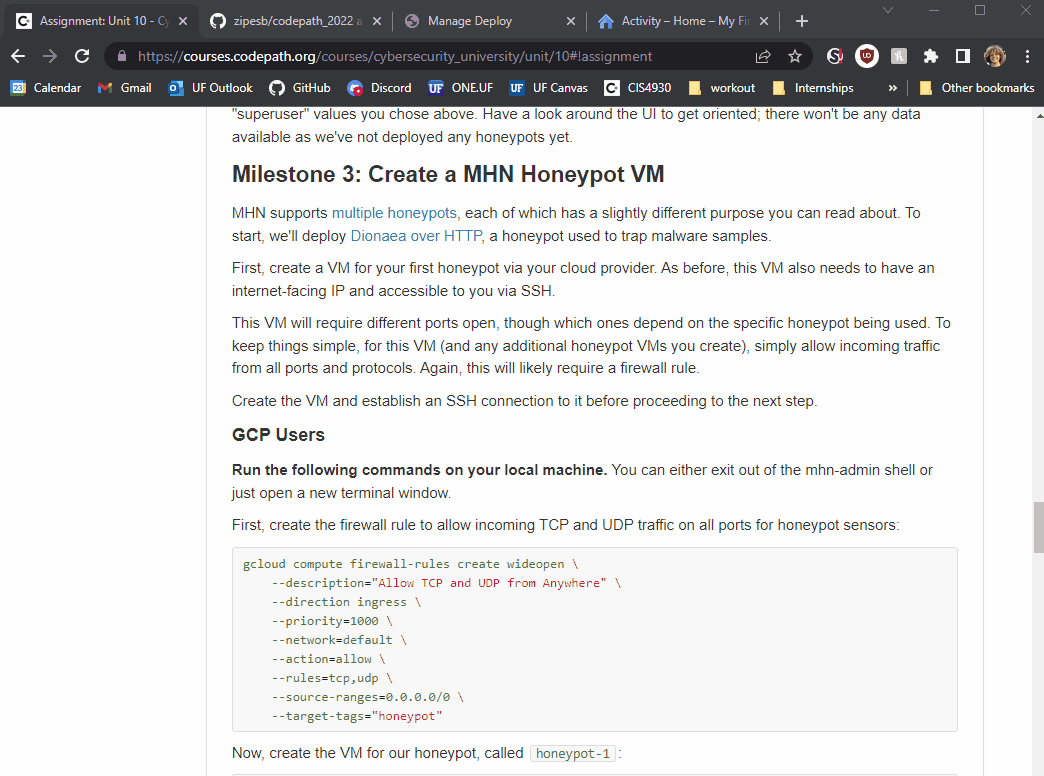 Assignment: Unit 10 - Cy
zipesb/codepath_2022 a
Manage Deploy
Activity – Home – My Fi
https://courses.codepath.org/courses/cybersecurity_university/unit/10#!assignment
Calendar
Gmail
UF Outlook
GitHub
Discord
UF
ONE.UF
UF
UF Canvas
CIS4930
workout
Internships
»
Other bookmarks
"superuser" values you chose above. Have a look around the UI to get oriented; there won't be any data
available as we've not deployed any honeypots yet.
Milestone 3: Create a MHN Honeypot VM
MHN supports multiple honeypots, each of which has a slightly different purpose you can read about. To
start, we'll deploy Dionaea over HTTP, a honeypot used to trap malware samples.
First, create a VM for your first honeypot via your cloud provider. As before, this VM also needs to have an
internet-facing IP and accessible to you via SSH.
This VM will require different ports open, though which ones depend on the specific honeypot being used. To
keep things simple, for this VM (and any additional honeypot VMs you create), simply allow incoming traffic
from all ports and protocols. Again, this will likely require a firewall rule.
Create the VM and establish an SSH connection to it before proceeding to the next step.
GCP Users
Run the following commands on your local machine. You can either exit out of the mhn-admin shell or
just open a new terminal window.
First, create the firewall rule to allow incoming TCP and UDP traffic on all ports for honeypot sensors:
gcloud compute firewall-rules create wideopen \
--description="Allow TCP and UDP from Anywhere" \
--direction ingress \
--priority=1000 \
--network=default \
--action=allow \
--rules=tcp,udp \
--source-ranges=0.0.0.0/0 \
--target-tags="honeypot"
Now, create the VM for our honeypot, called honeypot-1 :